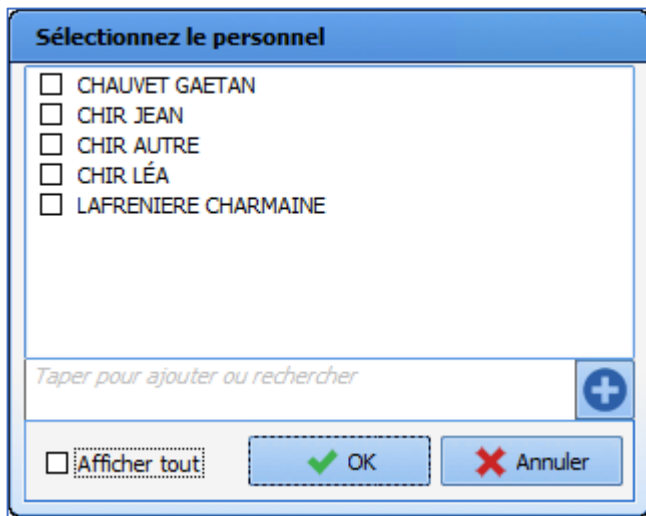 Sélectionnez le personnel
CHAUVET GAETAN
CHIR JEAN
CHIR AUTRE
CHIR LÉA
LAFRENIERE CHARMAINE
Taper pour ajouter ou rechercher
Afficher tout OK Annuler